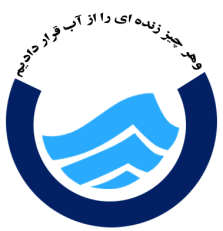 وهر چیز زنده ای را از آب قرار دادیم